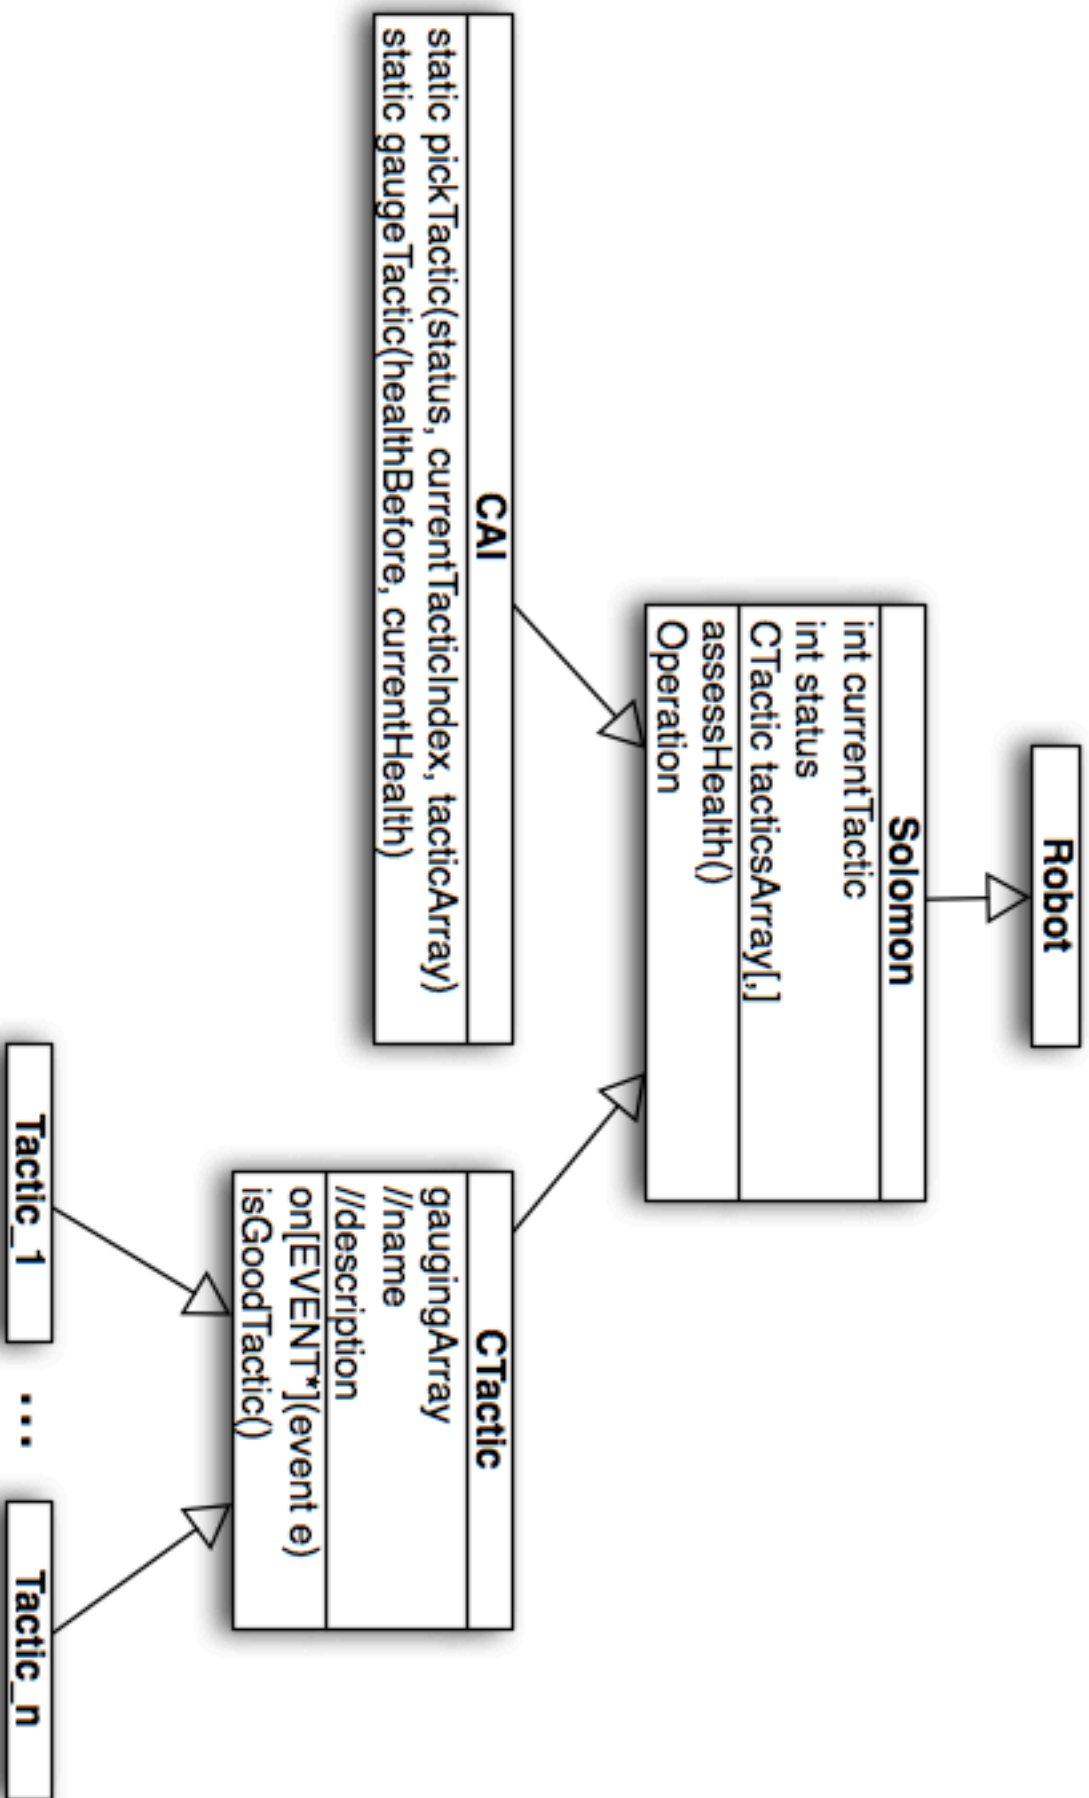 Robot
Solomon
int currentTactic
int status
CTactic tacticsArray[,]
assessHealth()
Operation
CAI
static pickTactic(status, currentTacticIndex, tacticArray)
static gaugeTactic(healthBefore, currentHealth)
CTactic
gaugingArray
//name
//description
on[EVENT*](event e)
isGoodTactic()
Tactic_1
...
Tactic_n